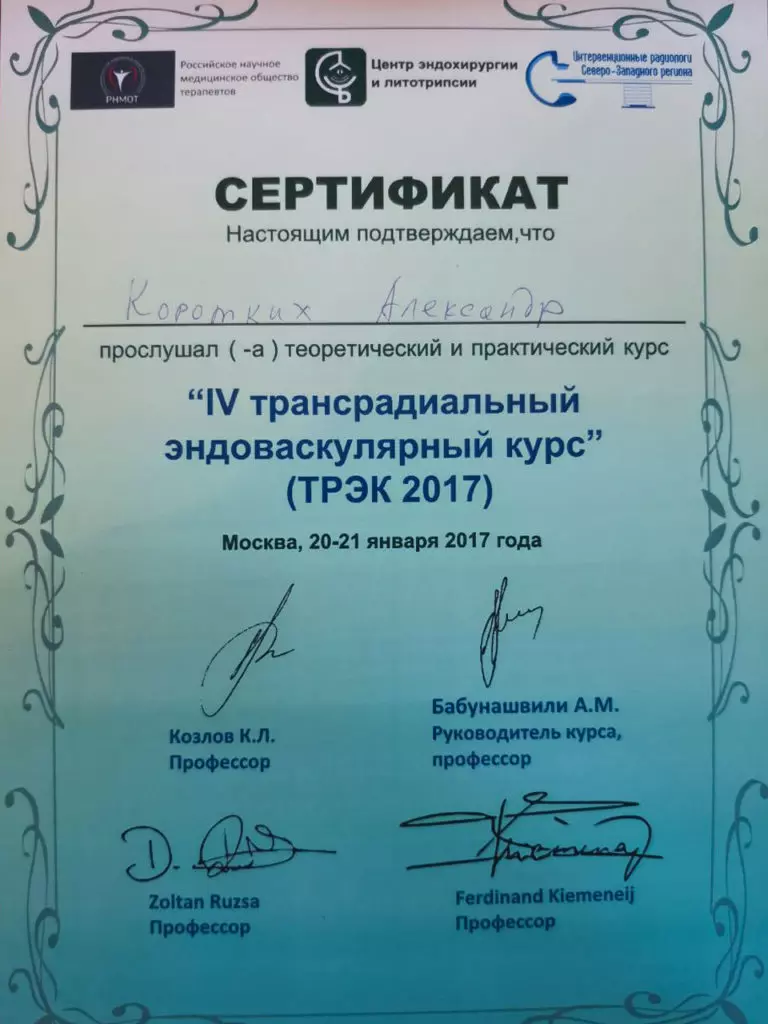 РНМОТ
Российское научное
медицинское общество
терапевтов
Центр эндохирургии
и литотрипсии
Интервенционные радиологи
Северо-Западного региона
СЕРТИФИКАТ
Настоящим подтверждаем,что
Коротких Александр
прослушал ( -а ) теоретический и практический курс
“IV трансрадиальный
эндоваскулярный курс”
(ТРЭК 2017)
Москва, 20-21 января 2017 года
Козлов К.Л.
Профессор
Бабунашвили А.М.
Руководитель курса,
профессор
Zoltan Ruzsa
Профессор
Ferdinand Kiemeneij
Профессор